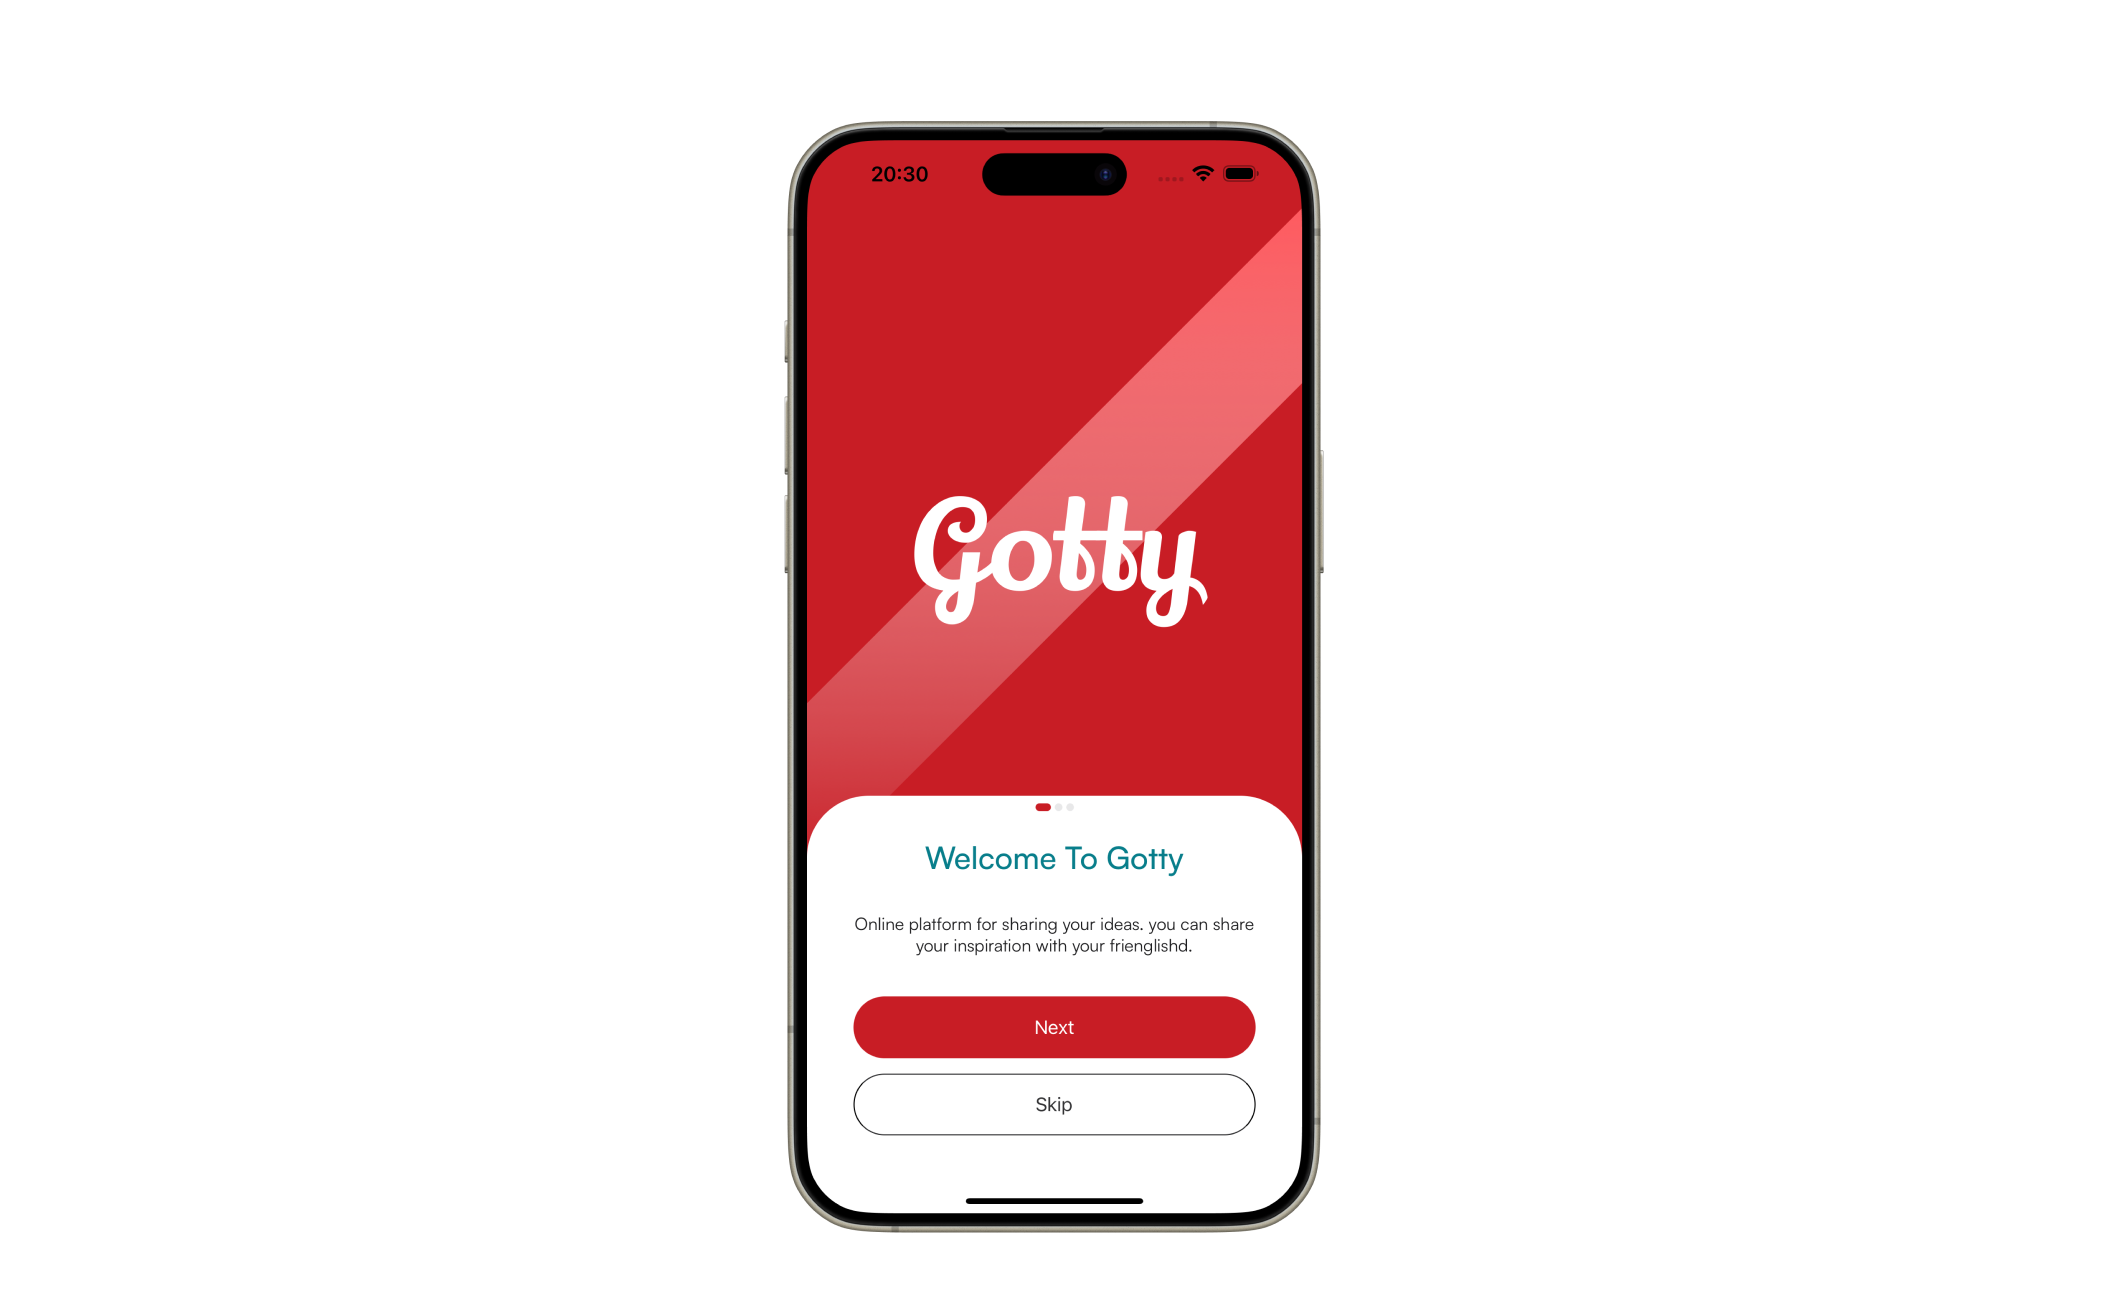 20:30
Gotty
Welcome To Gotty
Online platform for sharing your ideas. you can share
your inspiration with your frienglishd.
Next
Skip